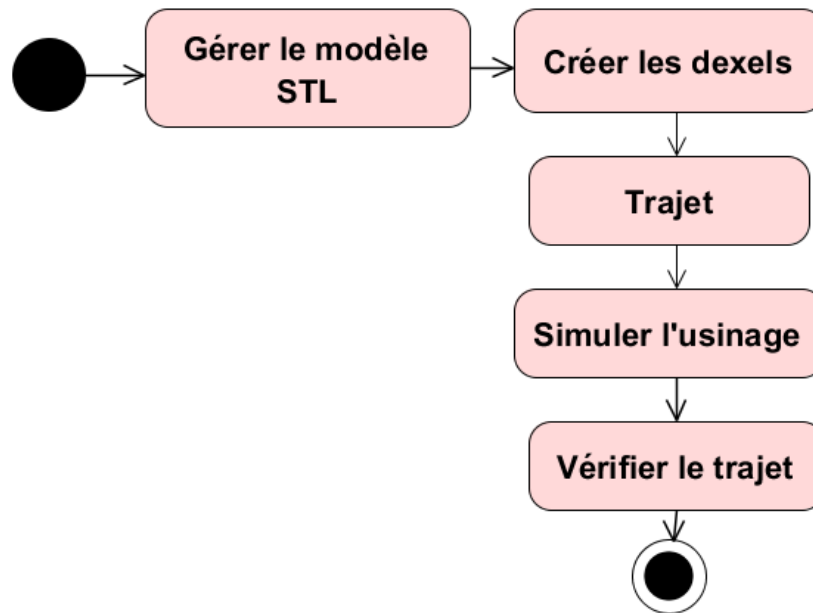 Gérer le modèle
STL
Créer les dexels
Trajet
Simuler l'usinage
Vérifier le trajet